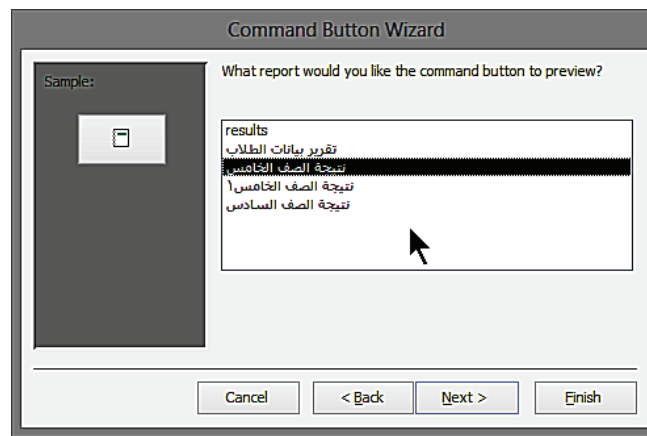 Command Button Wizard
Sample:
What report would you like the command button to preview?
results
تقرير بيانات الطلاب
نتيجة الصف الخامس
نتيجة الصف الخامس١
نتيجة الصف السادس
Cancel
< Back
Next >
Finish